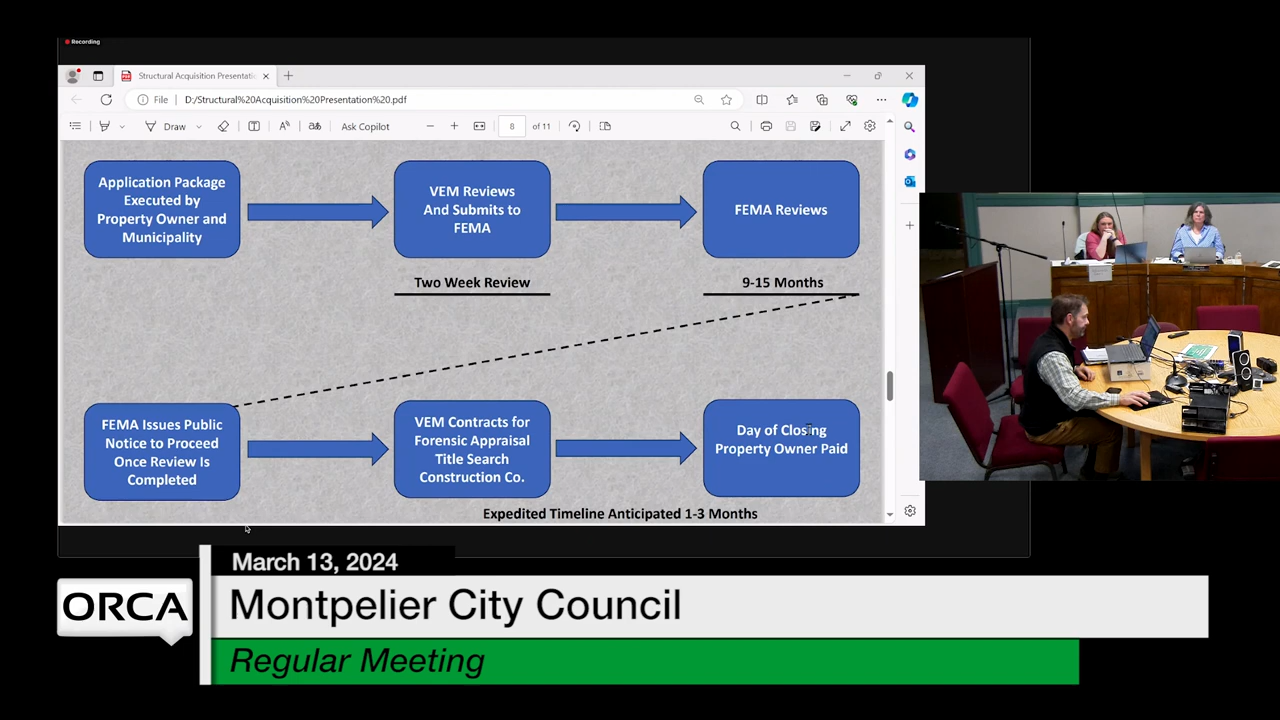 Recording
Structural Acquisition Presentatio
File
D:/Structural%20Acquisition%20Presentation%20.pdf
Draw
Ask Copilot
8
of 11
Application Package
Executed by
Property Owner and
Municipality
VEM Reviews
And Submits to
FEMA
FEMA Reviews
Two Week Review
9-15 Months
FEMA Issues Public
Notice to Proceed
Once Review Is
Completed
VEM Contracts for
Forensic Appraisal
Title Search
Construction Co.
Day of Closing
Property Owner Paid
Expedited Timeline Anticipated 1-3 Months
March 13, 2024
ORCA
Montpelier City Council
Regular Meeting